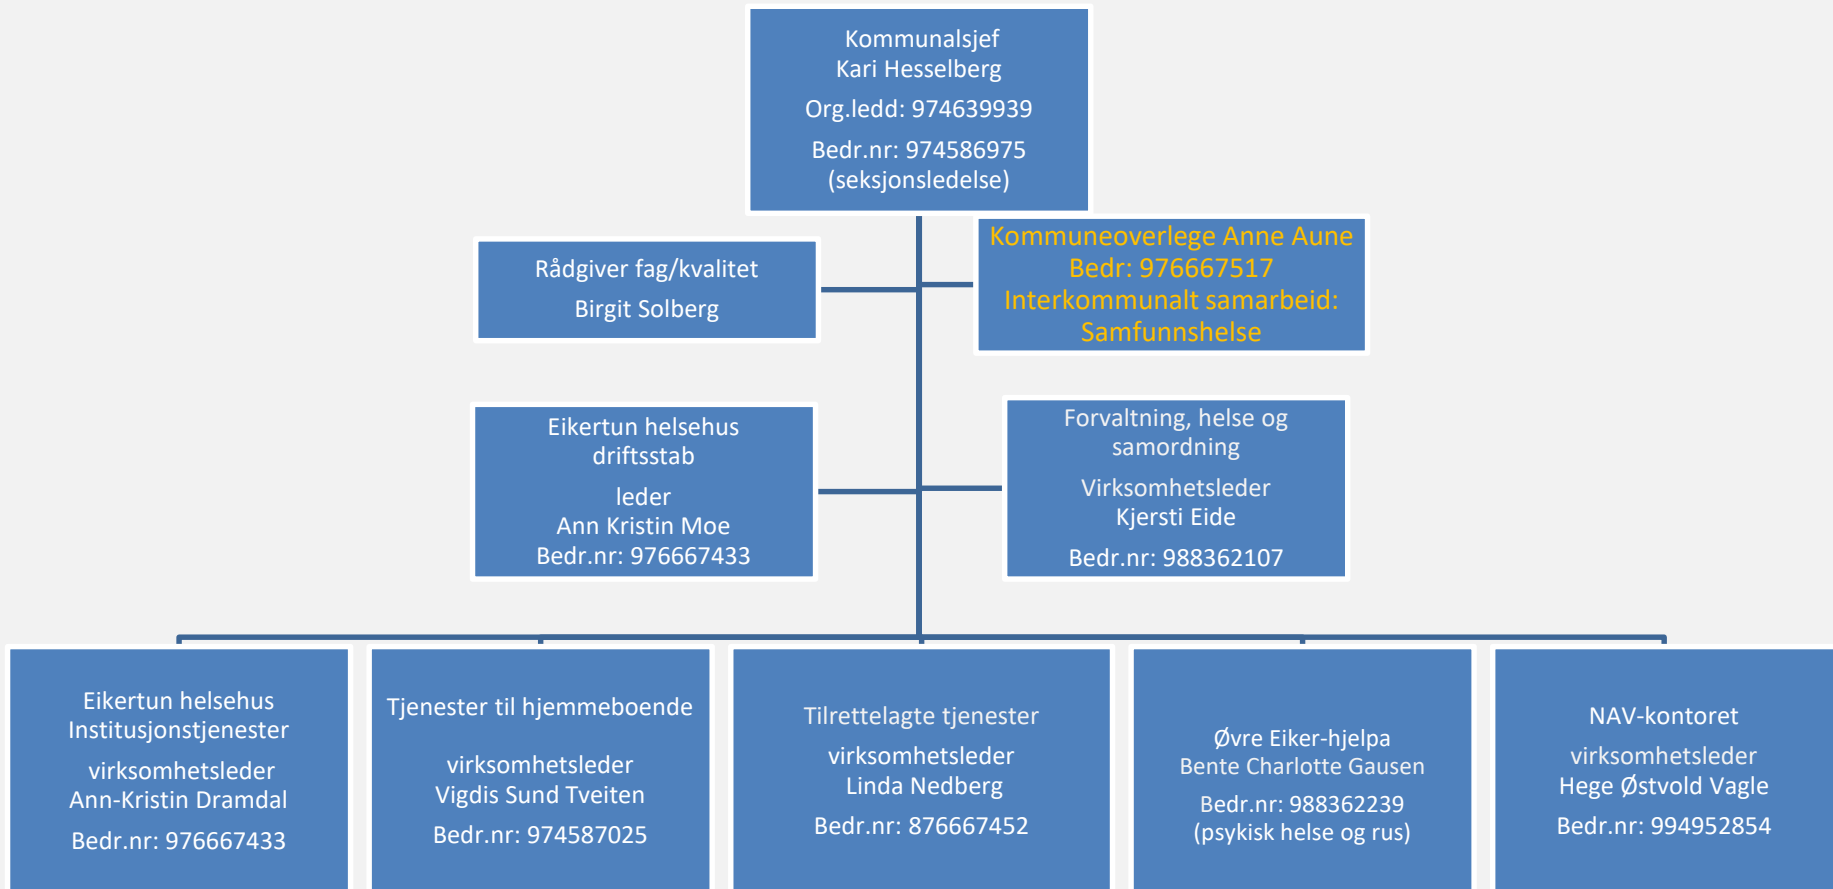 Kommunalsjef
Kari Hesselberg
Org.ledd: 974639939
Bedr.nr: 974586975
(seksjonsledelse)
Rådgiver fag/kvalitet
Birgit Solberg
Kommuneoverlege Anne Aune
Bedr: 976667517
Interkommunalt samarbeid:
Samfunnshelse
Eikertun helsehus
driftsstab
leder
Ann Kristin Moe
Bedr.nr: 976667433
Forvaltning, helse og
samordning
Virksomhetsleder
Kjersti Eide
Bedr.nr: 988362107
Eikertun helsehus
Institusjonstjenester
virksomhetsleder
Ann-Kristin Dramdal
Bedr.nr: 976667433
Tjenester til hjemmeboende
virksomhetsleder
Vigdis Sund Tveiten
Bedr.nr: 974587025
Tilrettelagte tjenester
virksomhetsleder
Linda Nedberg
Bedr.nr: 876667452
Øvre Eiker-hjelpa
Bente Charlotte Gausen
Bedr.nr: 988362239
(psykisk helse og rus)
NAV-kontoret
virksomhetsleder
Hege Østvold Vagle
Bedr.nr: 994952854